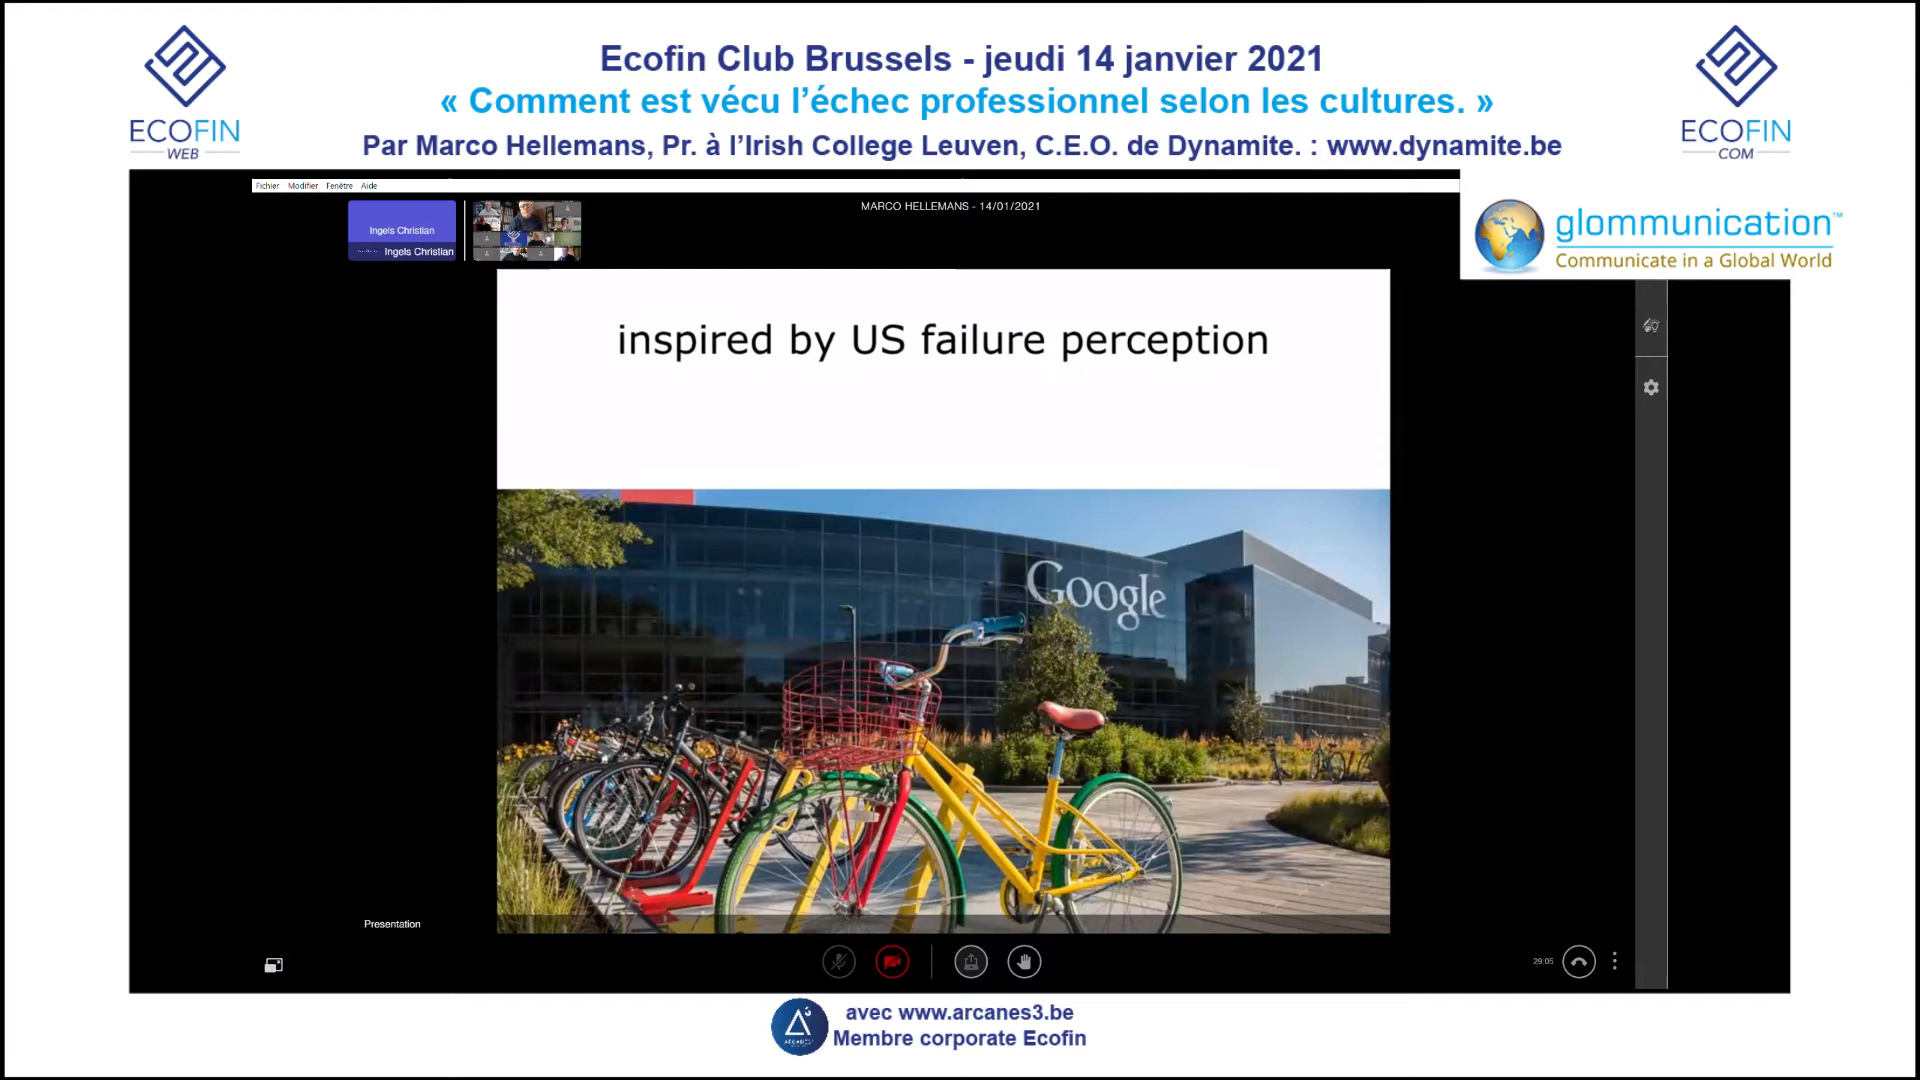 Ecofin Club Brussels - jeudi 14 janvier 2021
« Comment est vécu l'échec professionnel selon les cultures. »
Par Marco Hellemans, Pr. à l'Irish College Leuven, C.E.O. de Dynamite. : www.dynamite.be
ECOFIN
WEB
ECOFIN
COM
Fichier Modifier Fenêtre Aide
MARCO HELLEMANS - 14/01/2021
Ingels Christian
Ingels Christian
glommunication™
Communicate in a Global World
inspired by US failure perception
Google
Presentation
29:05
avec www.arcanes3.be
Membre corporate Ecofin